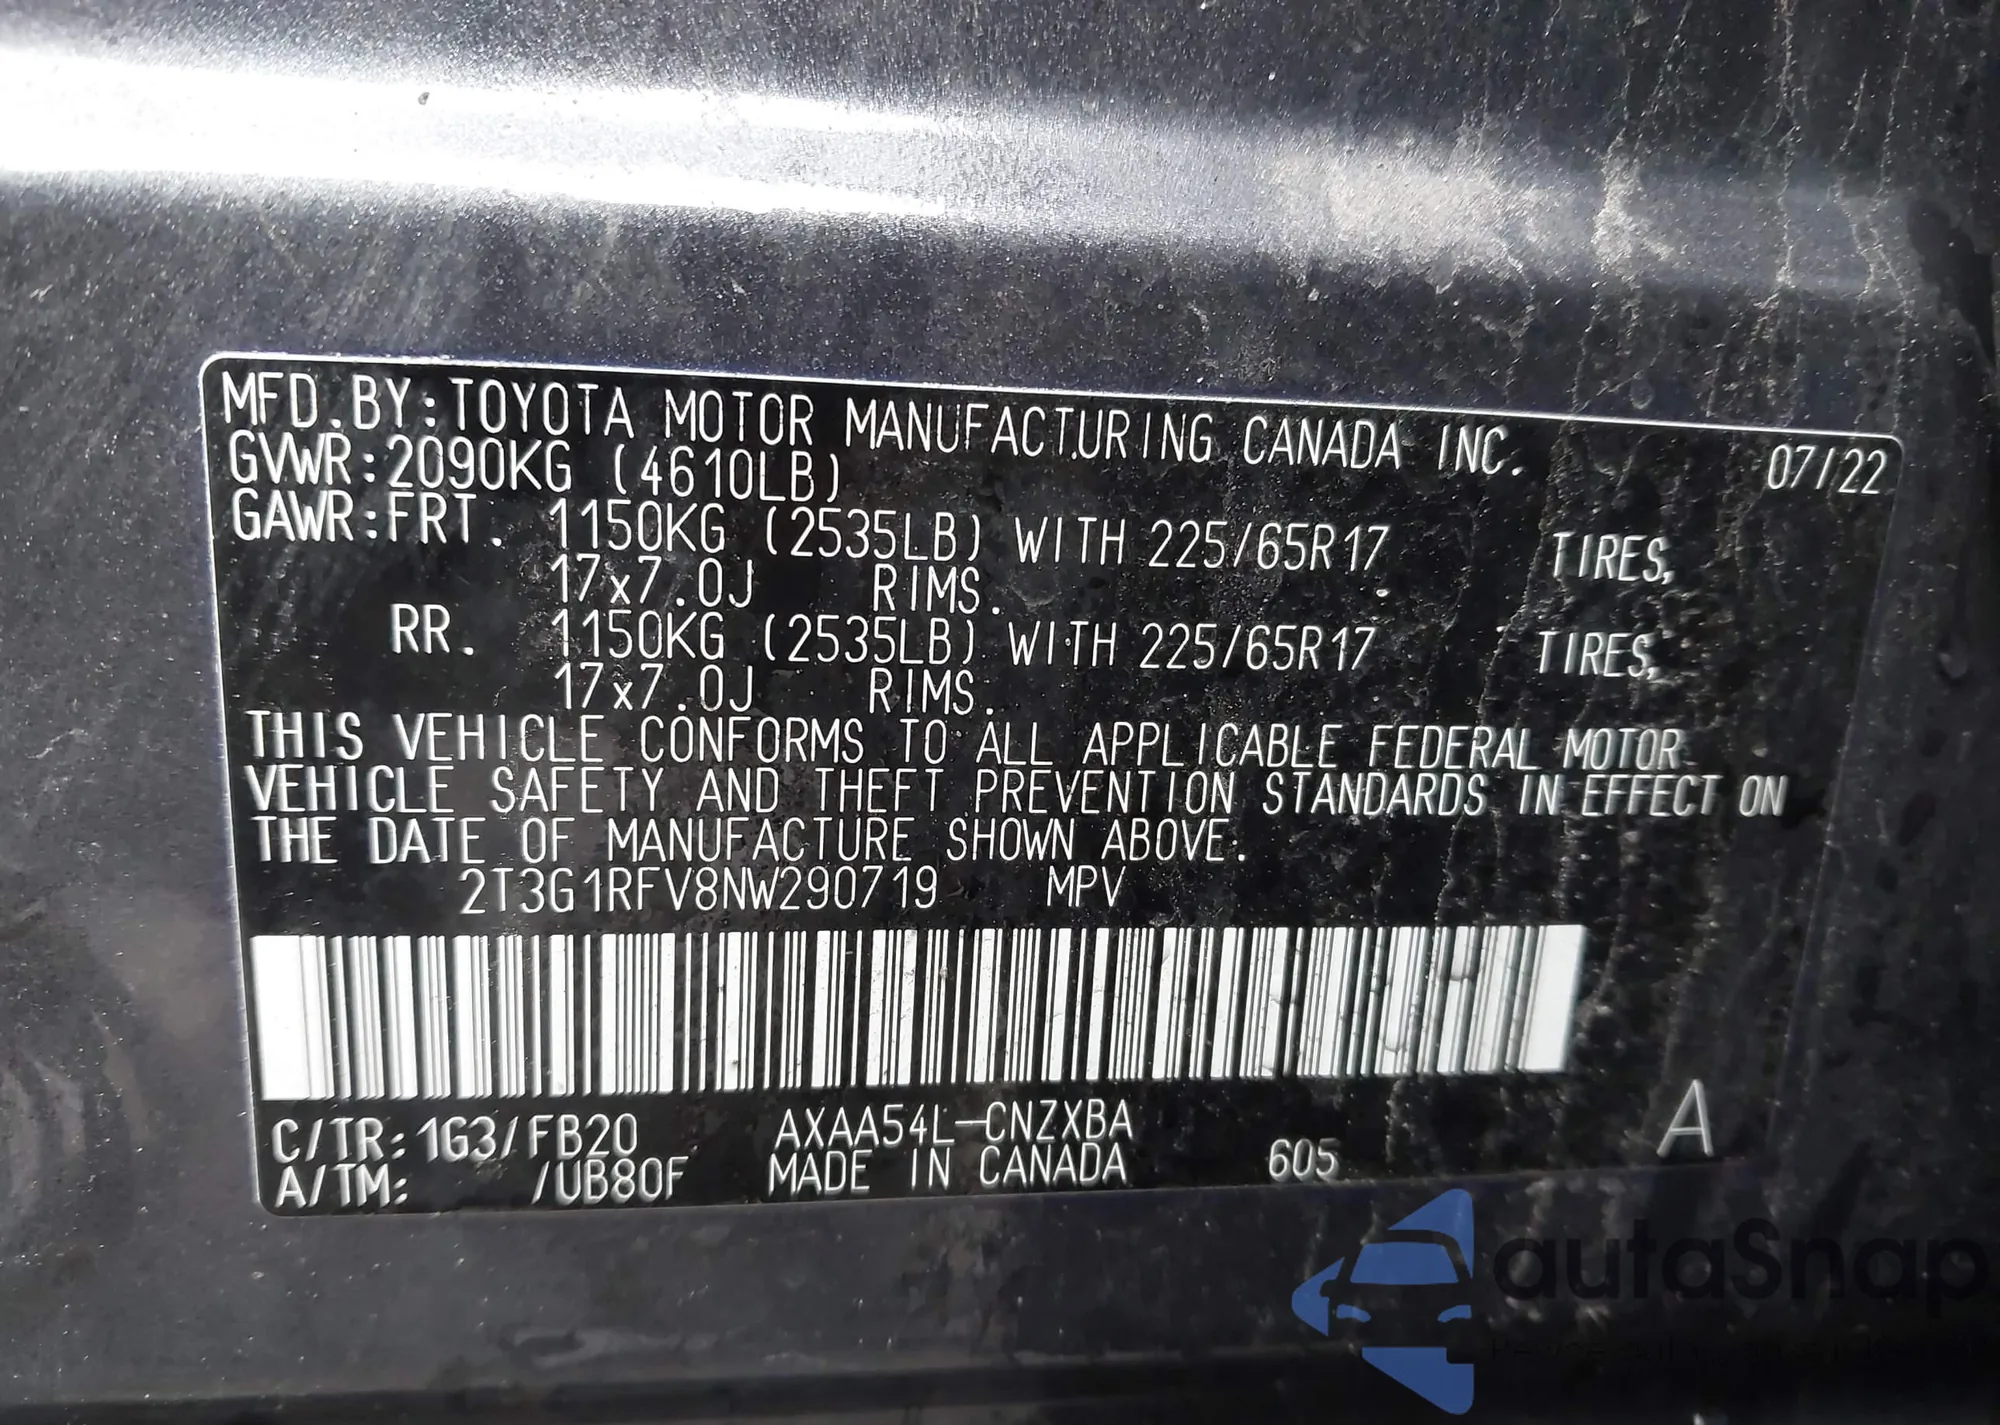 MFD.BY:TOYOTA MOTOR MANUFACTURING CANADA INC. 07/22
GVWR:2090KG (4610LB)
GAWR:FRT. 1150KG (2535LB) WITH 225/65R17 TIRES,
17x7.0J RIMS.
RR. 1150KG (2535LB) WITH 225/65R17 TIRES,
17x7.0J RIMS.
THIS VEHICLE CONFORMS TO ALL APPLICABLE FEDERAL MOTOR
VEHICLE SAFETY AND THEFT PREVENTION STANDARDS IN EFFECT ON
THE DATE OF MANUFACTURE SHOWN ABOVE.
2T3G1RFV8NW290719 MPV
C/TR:1G3/FB20 AXAA54L-CNZXBA
A/TM: /UB80F MADE IN CANADA 605 A
autaSnap